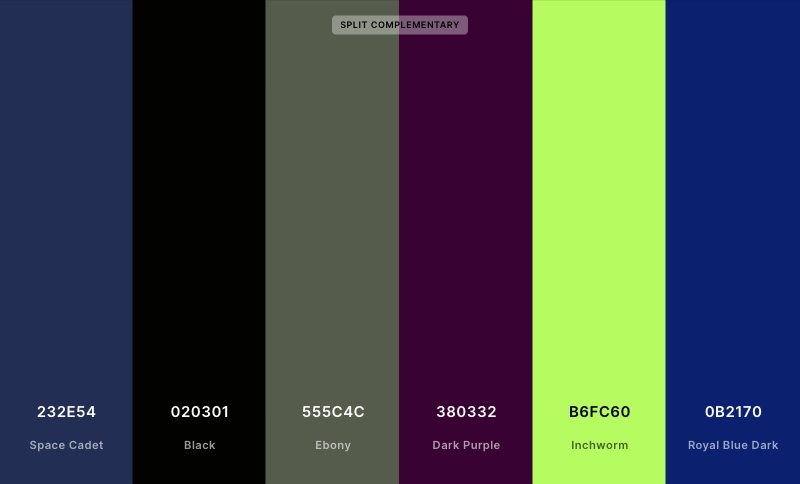 SPLIT COMPLEMENTARY
232E54
Space Cadet
020301
Black
555C4C
Ebony
380332
Dark Purple
B6FC60
Inchworm
0B2170
Royal Blue Dark